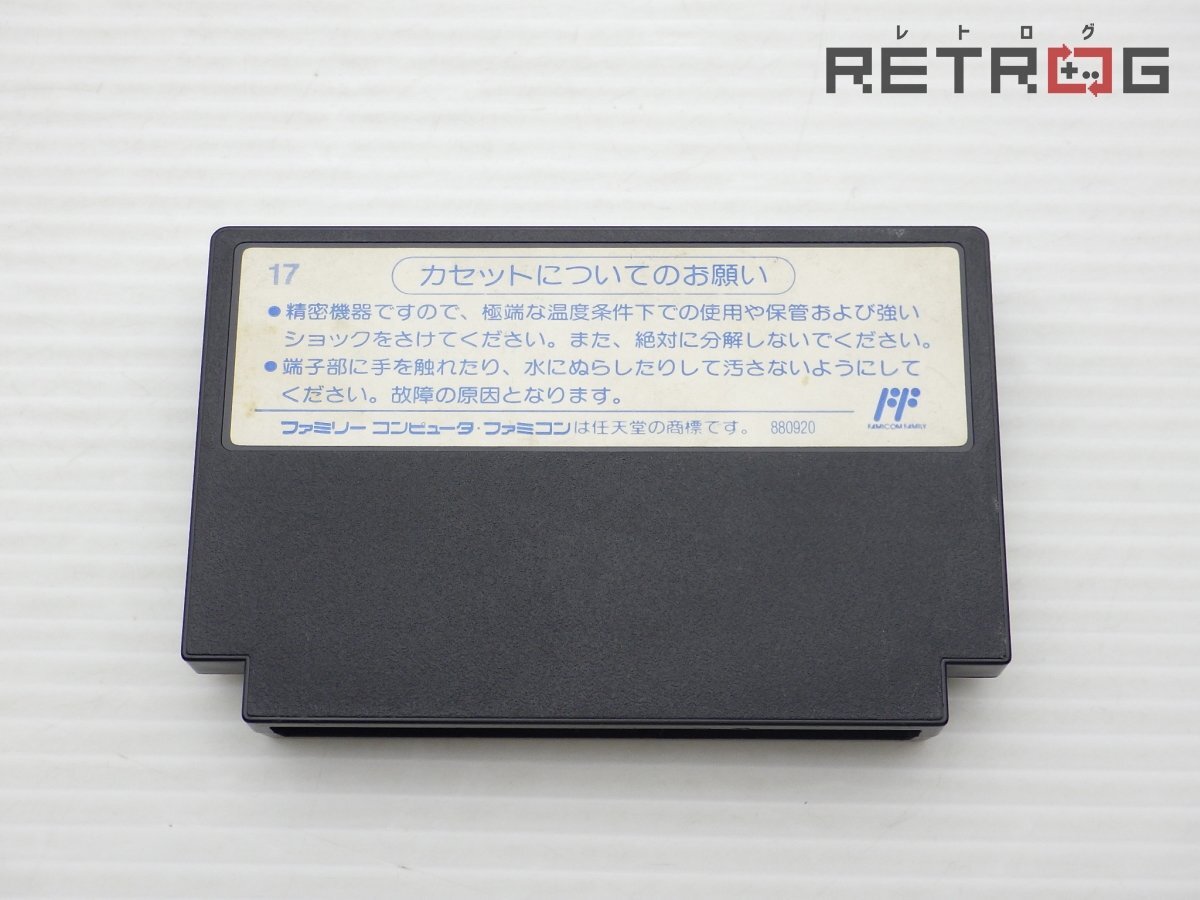 レトログ
RETROG
17
カセットについてのお願い
●精密機器ですので、極端な温度条件下での使用や保管および強い
ショックをさけてください。また、絶対に分解しないでください。
●端子部に手を触れたり、水にぬらしたりして汚さないようにして
ください。故障の原因となります。
FF
FAMICOM FAMILY
ファミリーコンピュータ・ファミコンは任天堂の商標です。 880920